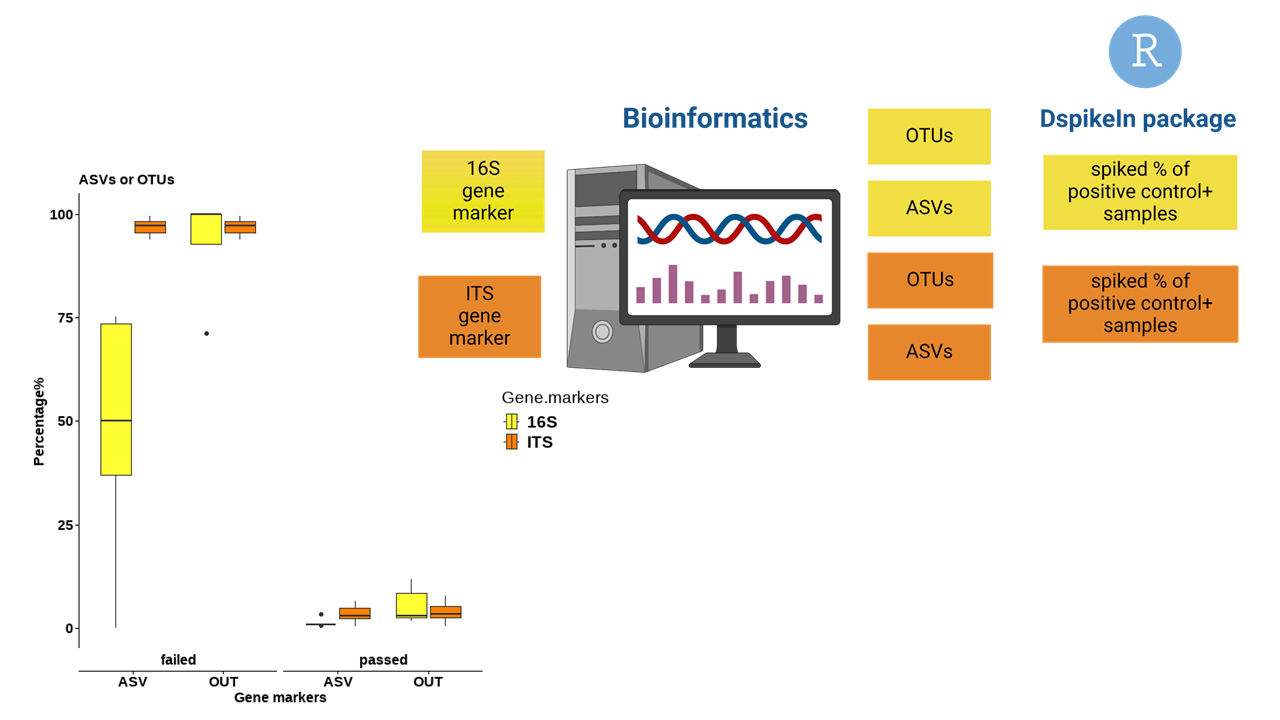 R
Bioinformatics
DspikeIn package
16S
gene
marker
ITS
gene
marker
OTUs
ASVs
OTUs
ASVs
spiked % of
positive control+
samples
spiked % of
positive control+
samples
ASVs or OTUs
100
75
50
25
0
Percentage%
failed
passed
ASV
OUT
ASV
OUT
Gene markers
Gene.markers
16S
ITS